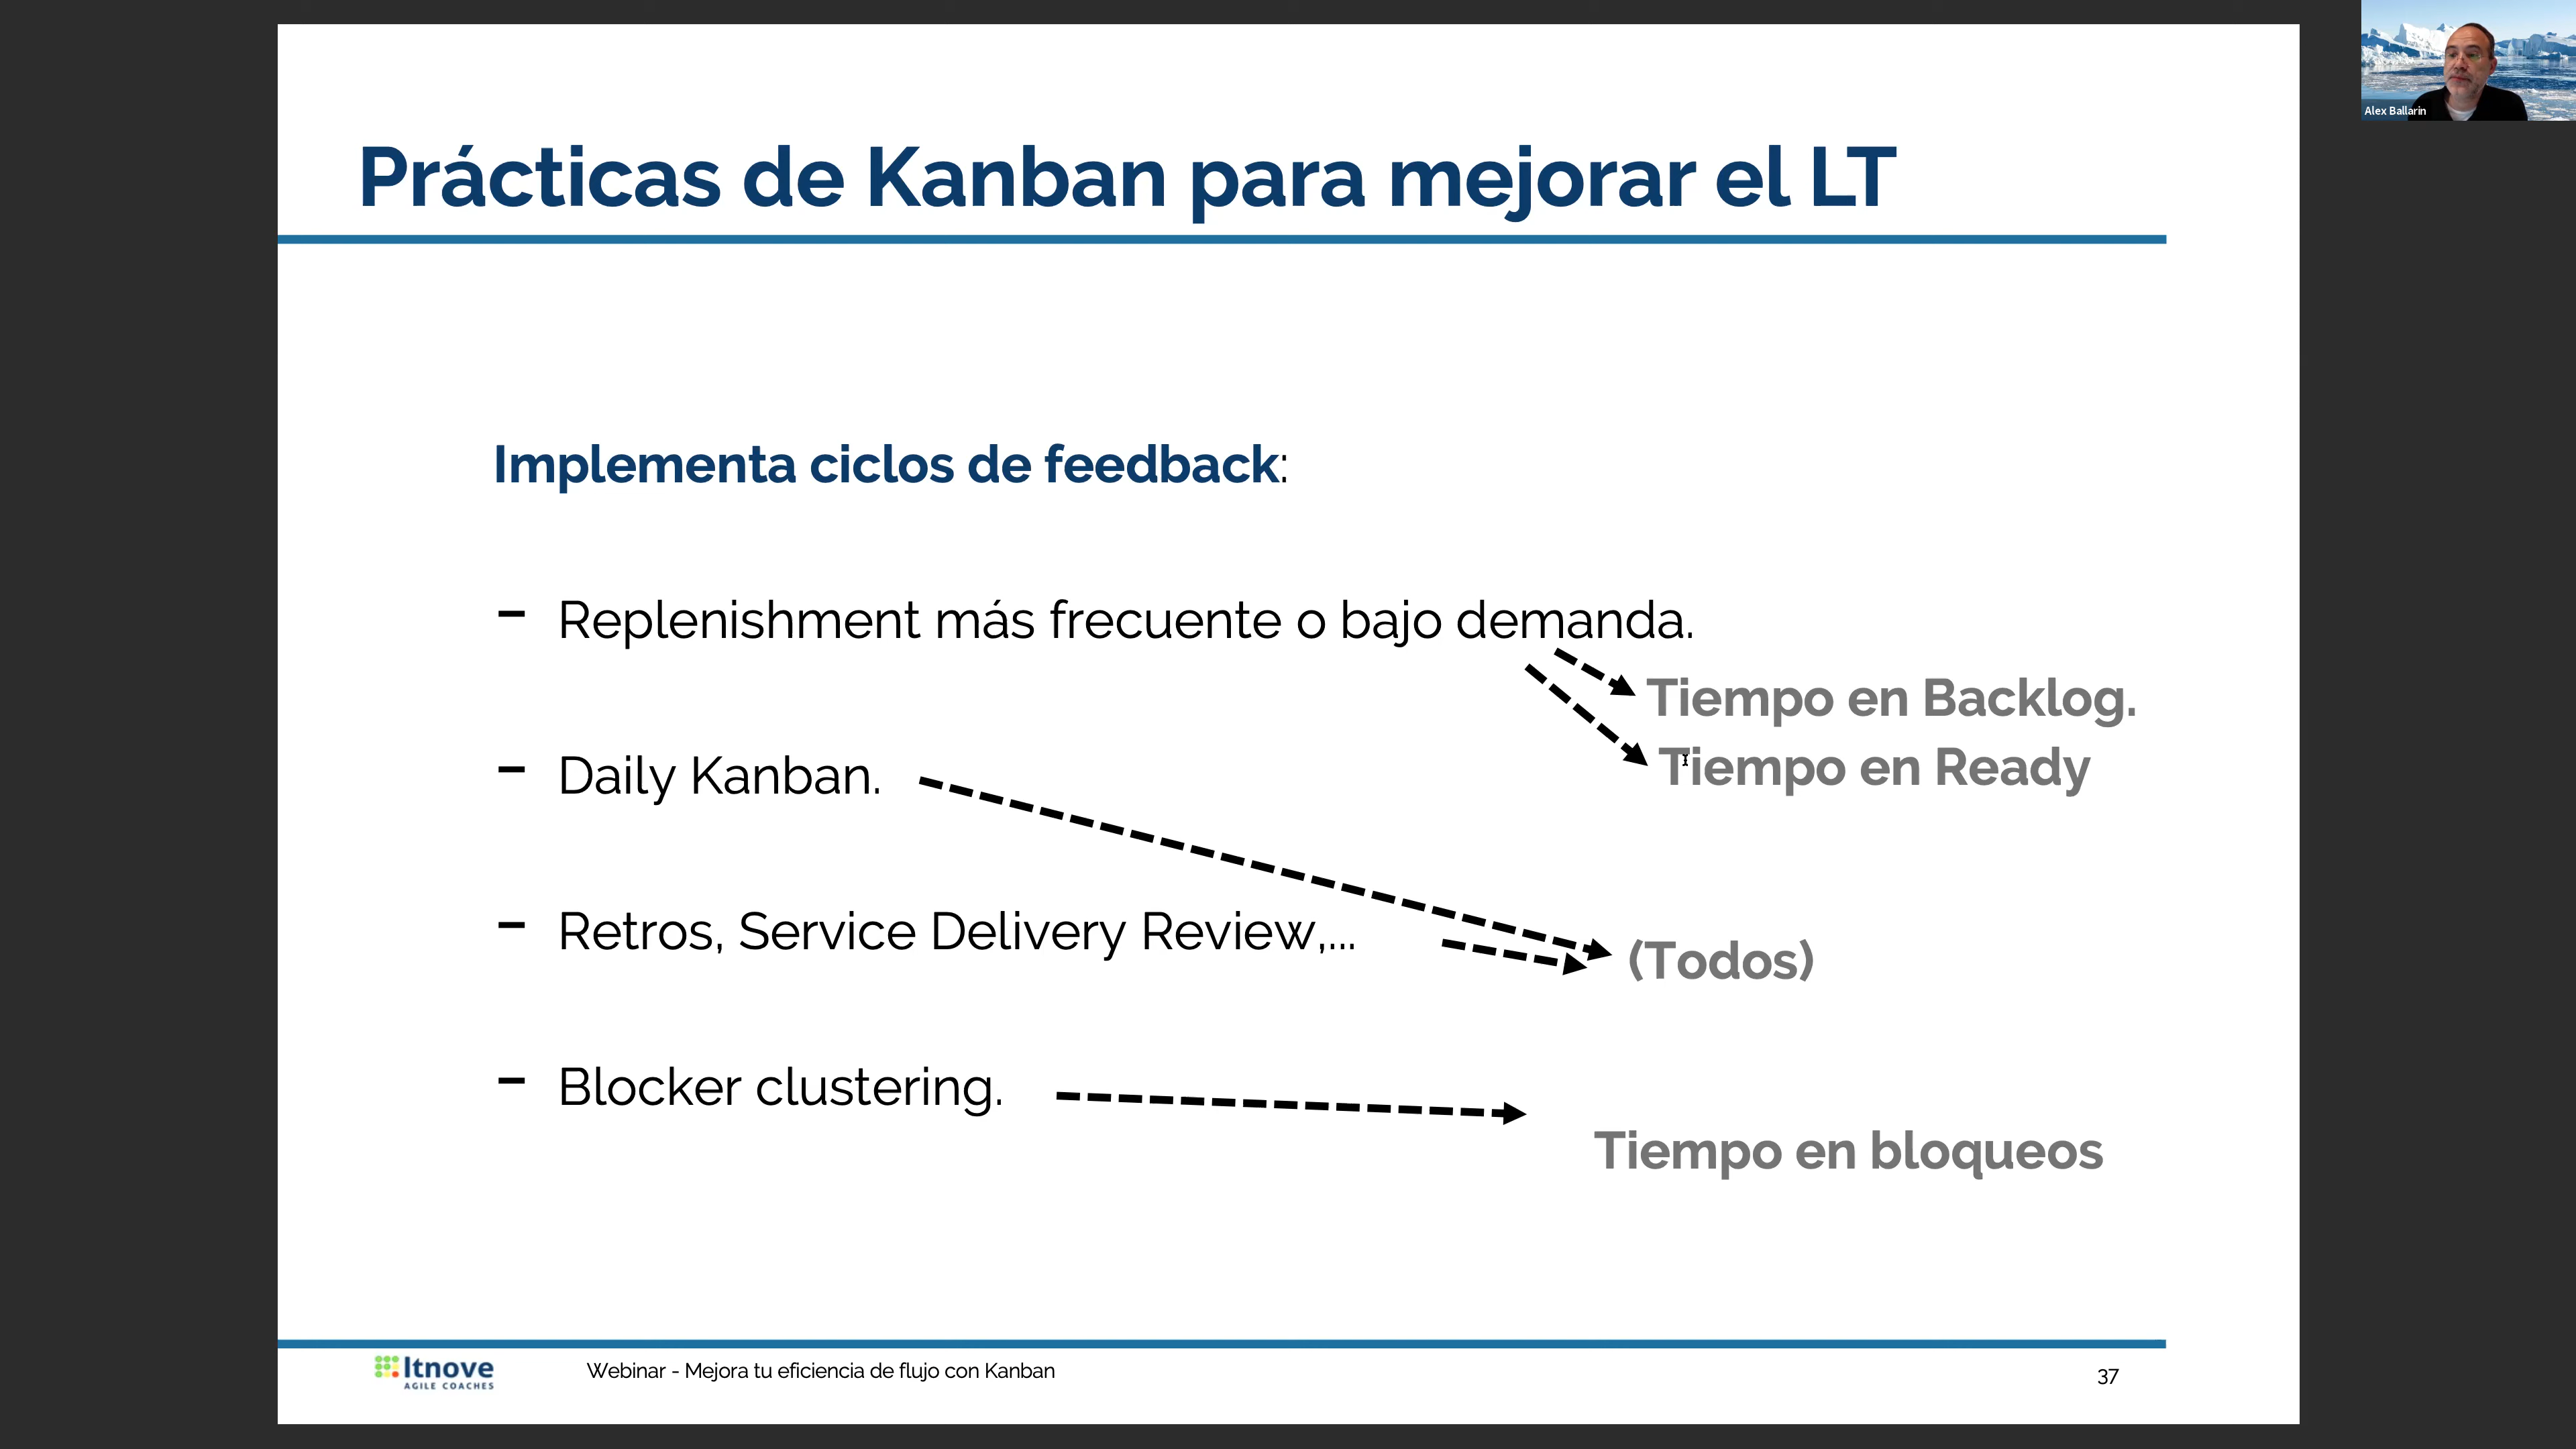 Alex Ballarin
Prácticas de Kanban para mejorar el LT
Implementa ciclos de feedback:
- Replenishment más frecuente o bajo demanda.
Tiempo en Backlog.
Tiempo en Ready
- Daily Kanban.
- Retros, Service Delivery Review,...
(Todos)
- Blocker clustering.
Tiempo en bloqueos
Itnove
AGILE COACHES
Webinar - Mejora tu eficiencia de flujo con Kanban
37